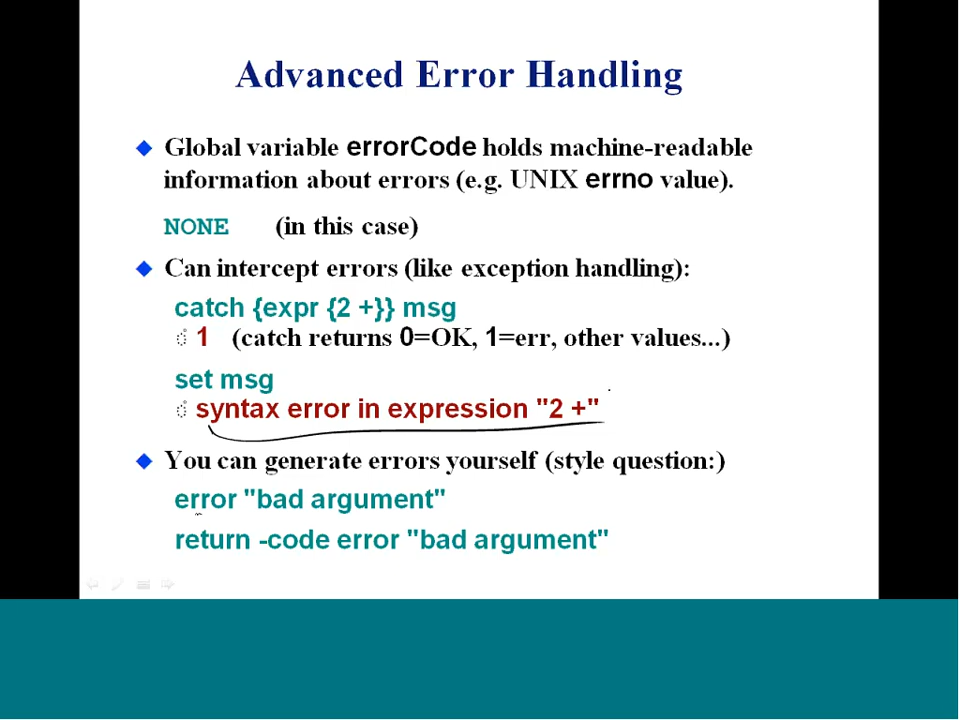 Advanced Error Handling
Global variable errorCode holds machine-readable
information about errors (e.g. UNIX errno value).
NONE (in this case)
Can intercept errors (like exception handling):
catch {expr {2 +}} msg
1 (catch returns 0=OK, 1=err, other values...)
set msg
syntax error in expression "2 +"
You can generate errors yourself (style question:)
error "bad argument"
return -code error "bad argument"